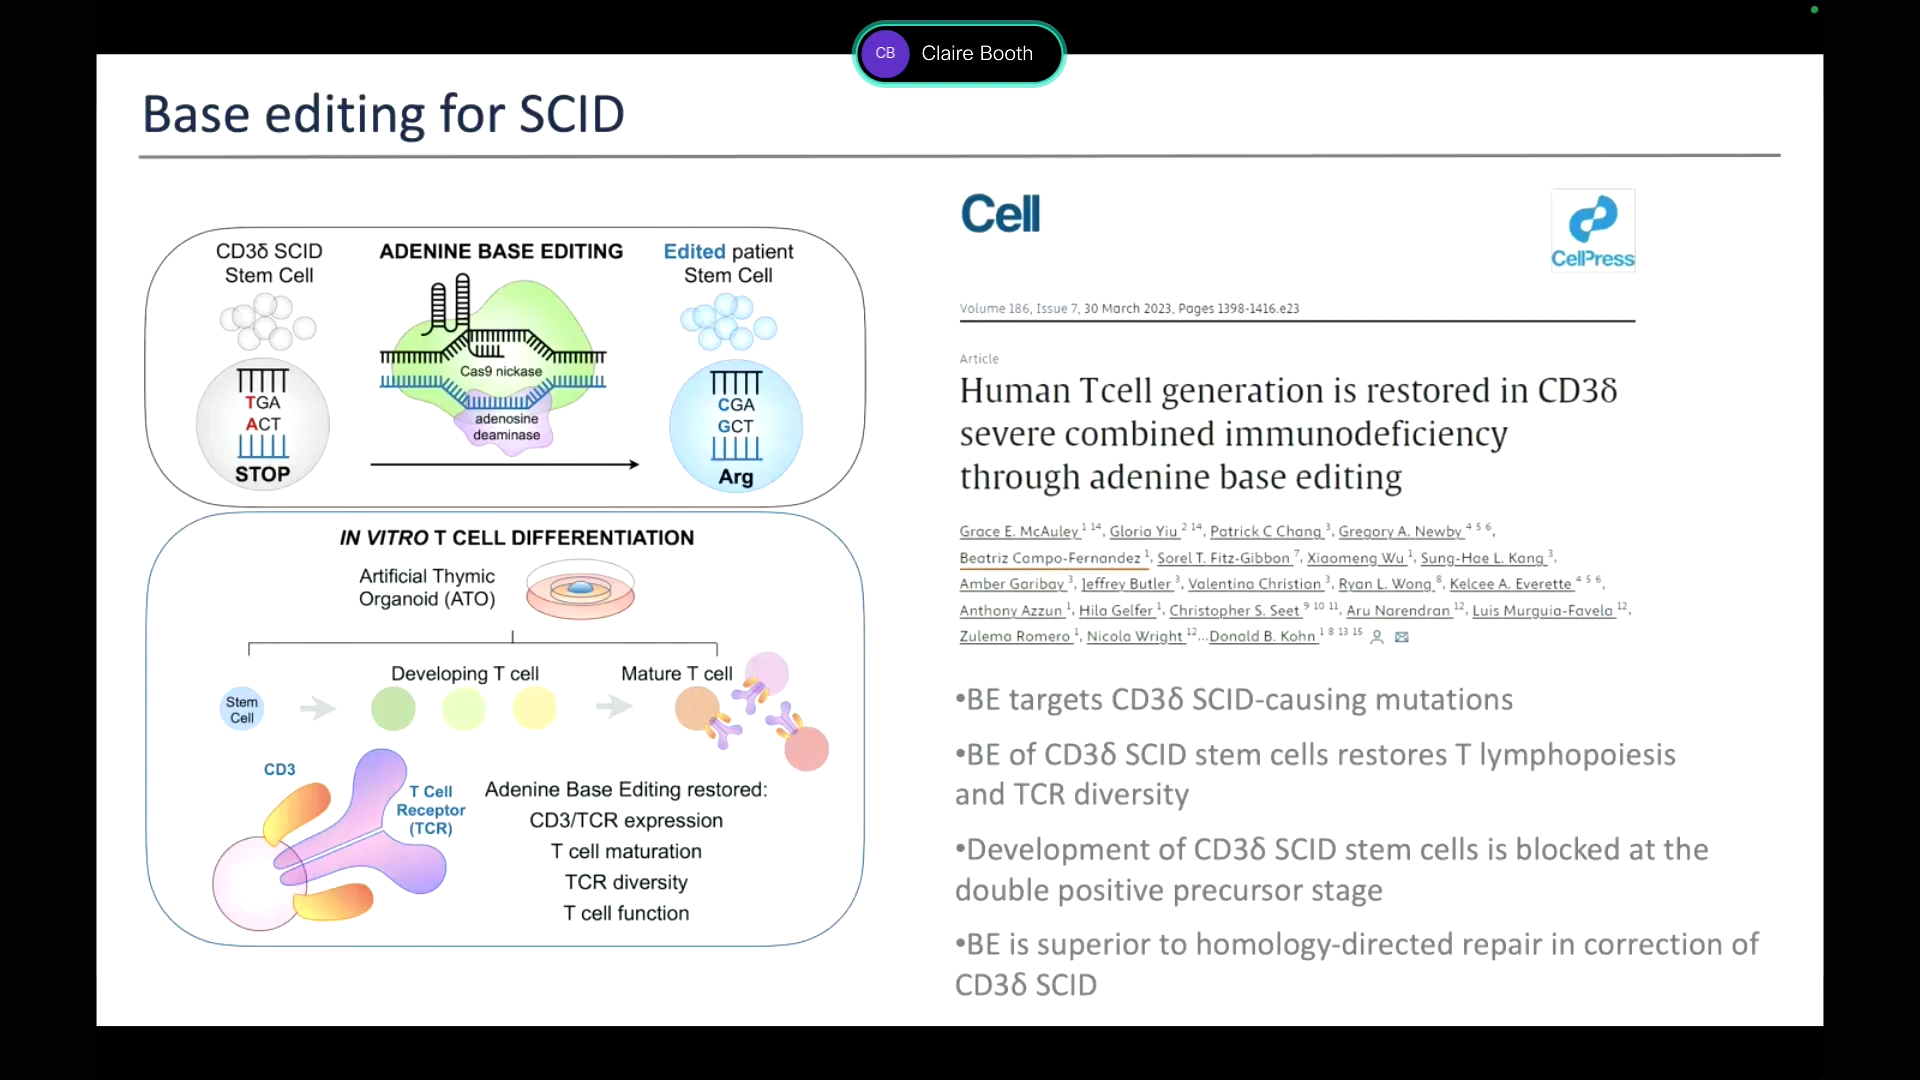 CB Claire Booth
Base editing for SCID
CD3δ SCID
Stem Cell
TGA
ACT
STOP
ADENINE BASE EDITING
Cas9 nickase
adenosine
deaminase
Edited patient
Stem Cell
CGA
GCT
Arg
IN VITRO T CELL DIFFERENTIATION
Artificial Thymic
Organoid (ATO)
Developing T cell
Mature T cell
Stem
Cell
CD3
T Cell
Receptor
(TCR)
Adenine Base Editing restored:
CD3/TCR expression
T cell maturation
TCR diversity
T cell function
Cell
CellPress
Volume 186, Issue 7, 30 March 2023, Pages 1398-1416.e23
Article
Human T cell generation is restored in CD3δ
severe combined immunodeficiency
through adenine base editing
Grace E. McAuley 1 14, Gloria Yiu 2 14, Patrick C Chang 3, Gregory A. Newby 4 5 6,
Beatriz Campo-Fernandez 1, Sorel T. Fitz-Gibbon 7, Xiaomeng Wu 1, Sung-Hae L. Kang 3,
Amber Garibay 3, Jeffrey Butler 3, Valentina Christian 3, Ryan L. Wong 8, Kelcee A. Everette 4 5 6,
Anthony Azzun 1, Hila Gelfer 1, Christopher S. Seet 9 10 11, Aru Narendran 12, Luis Murguia-Favela 12,
Zulema Romero 1, Nicola Wright 12...Donald B. Kohn 1 8 13 15
•BE targets CD3δ SCID-causing mutations
•BE of CD3δ SCID stem cells restores T lymphopoiesis
and TCR diversity
•Development of CD3δ SCID stem cells is blocked at the
double positive precursor stage
•BE is superior to homology-directed repair in correction of
CD3δ SCID